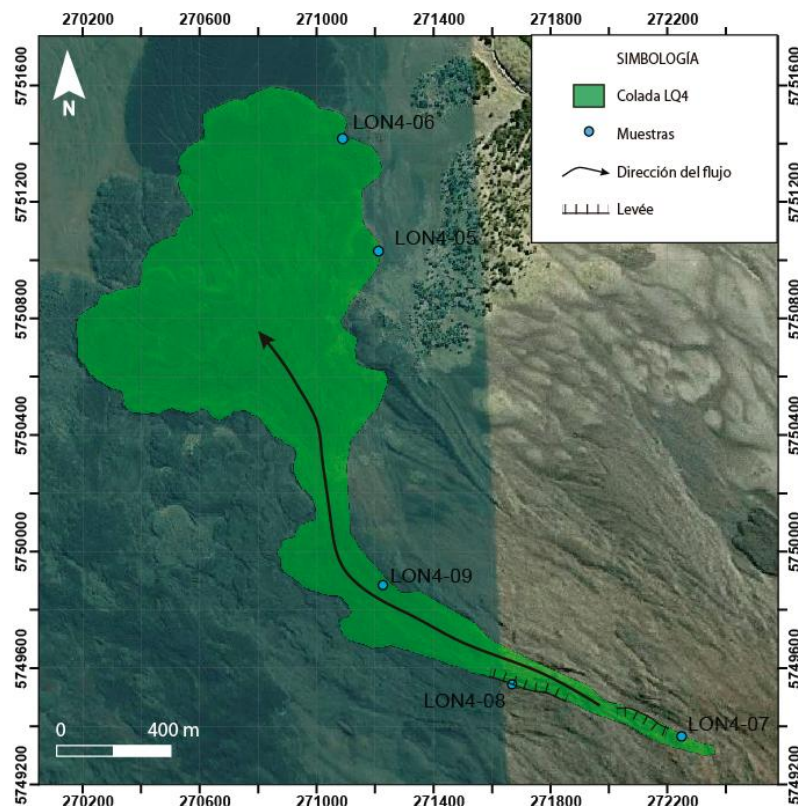 270200 270600 271000 271400 271800 272200
5751600 5751600
SIMBOLOGÍA
Colada LQ4
Muestras
Dirección del flujo
Levée
N
LON4-06
5751200 5751200
LON4-05
5750800 5750800
5750400 5750400
5750000 5750000
LON4-09
5749600 5749600
LON4-08
LON4-07
0 400 m
5749200 5749200
270200 270600 271000 271400 271800 272200